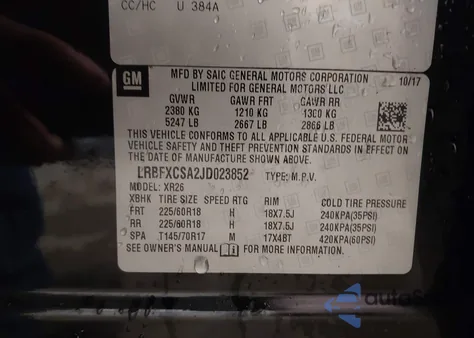 CC/HC U 384A
GM
MFD BY SAIC GENERAL MOTORS CORPORATION
LIMITED FOR GENERAL MOTORS LLC
10/17
GVWR GAWR FRT GAWR RR
2380 KG 1210 KG 1300 KG
5247 LB 2667 LB 2866 LB
THIS VEHICLE CONFORMS TO ALL APPLICABLE U.S. FEDERAL MOTOR
VEHICLE BUMPER AND THEFT PREVENTION STANDARDS IN EFFECT ON
THE DATE OF MANUFACTURE SHOWN ABOVE.
LRBFXCSA2JD023852 TYPE: M.P.V.
MODEL: XR26
XBHK TIRE SIZE SPEED RTG RIM COLD TIRE PRESSURE
FRT 225/60R18 H 18X7.5J 240KPA(35PSI)
RR 225/60R18 H 18X7.5J 240KPA(35PSI)
SPA T145/70R17 M 17X4BT 420KPA(60PSI)
SEE OWNER'S MANUAL FOR MORE INFORMATION.